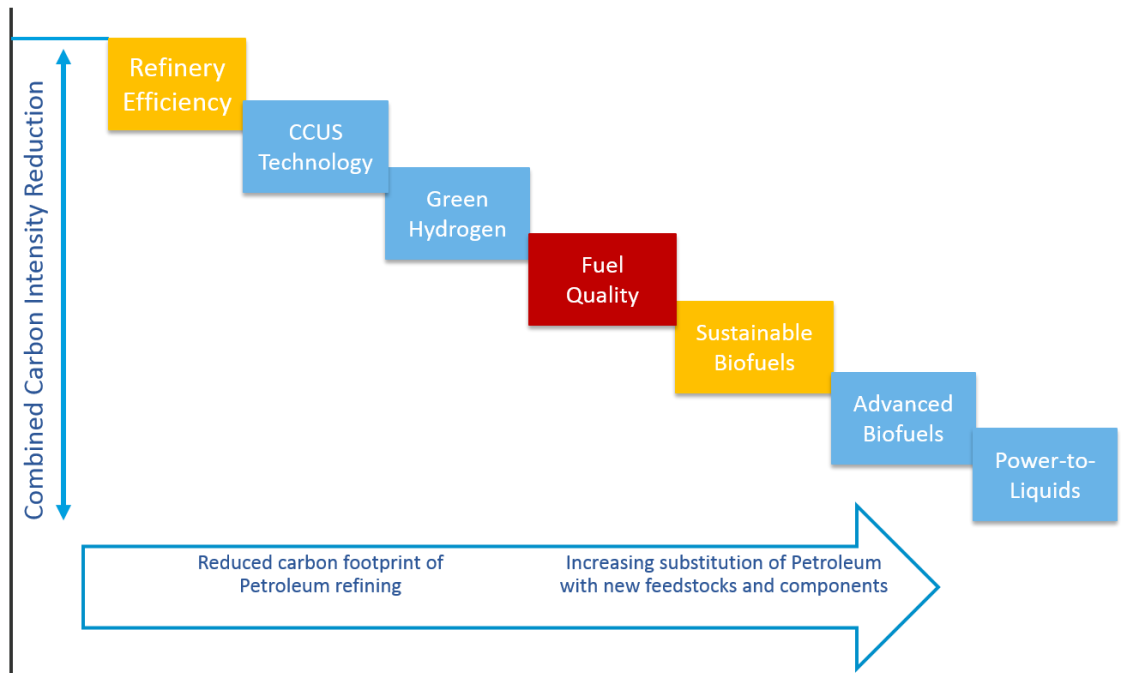 Combined Carbon Intensity Reduction
Refinery
Efficiency
CCUS
Technology
Green
Hydrogen
Fuel
Quality
Sustainable
Biofuels
Advanced
Biofuels
Power-to-
Liquids
Reduced carbon footprint of
Petroleum refining
Increasing substitution of Petroleum
with new feedstocks and components